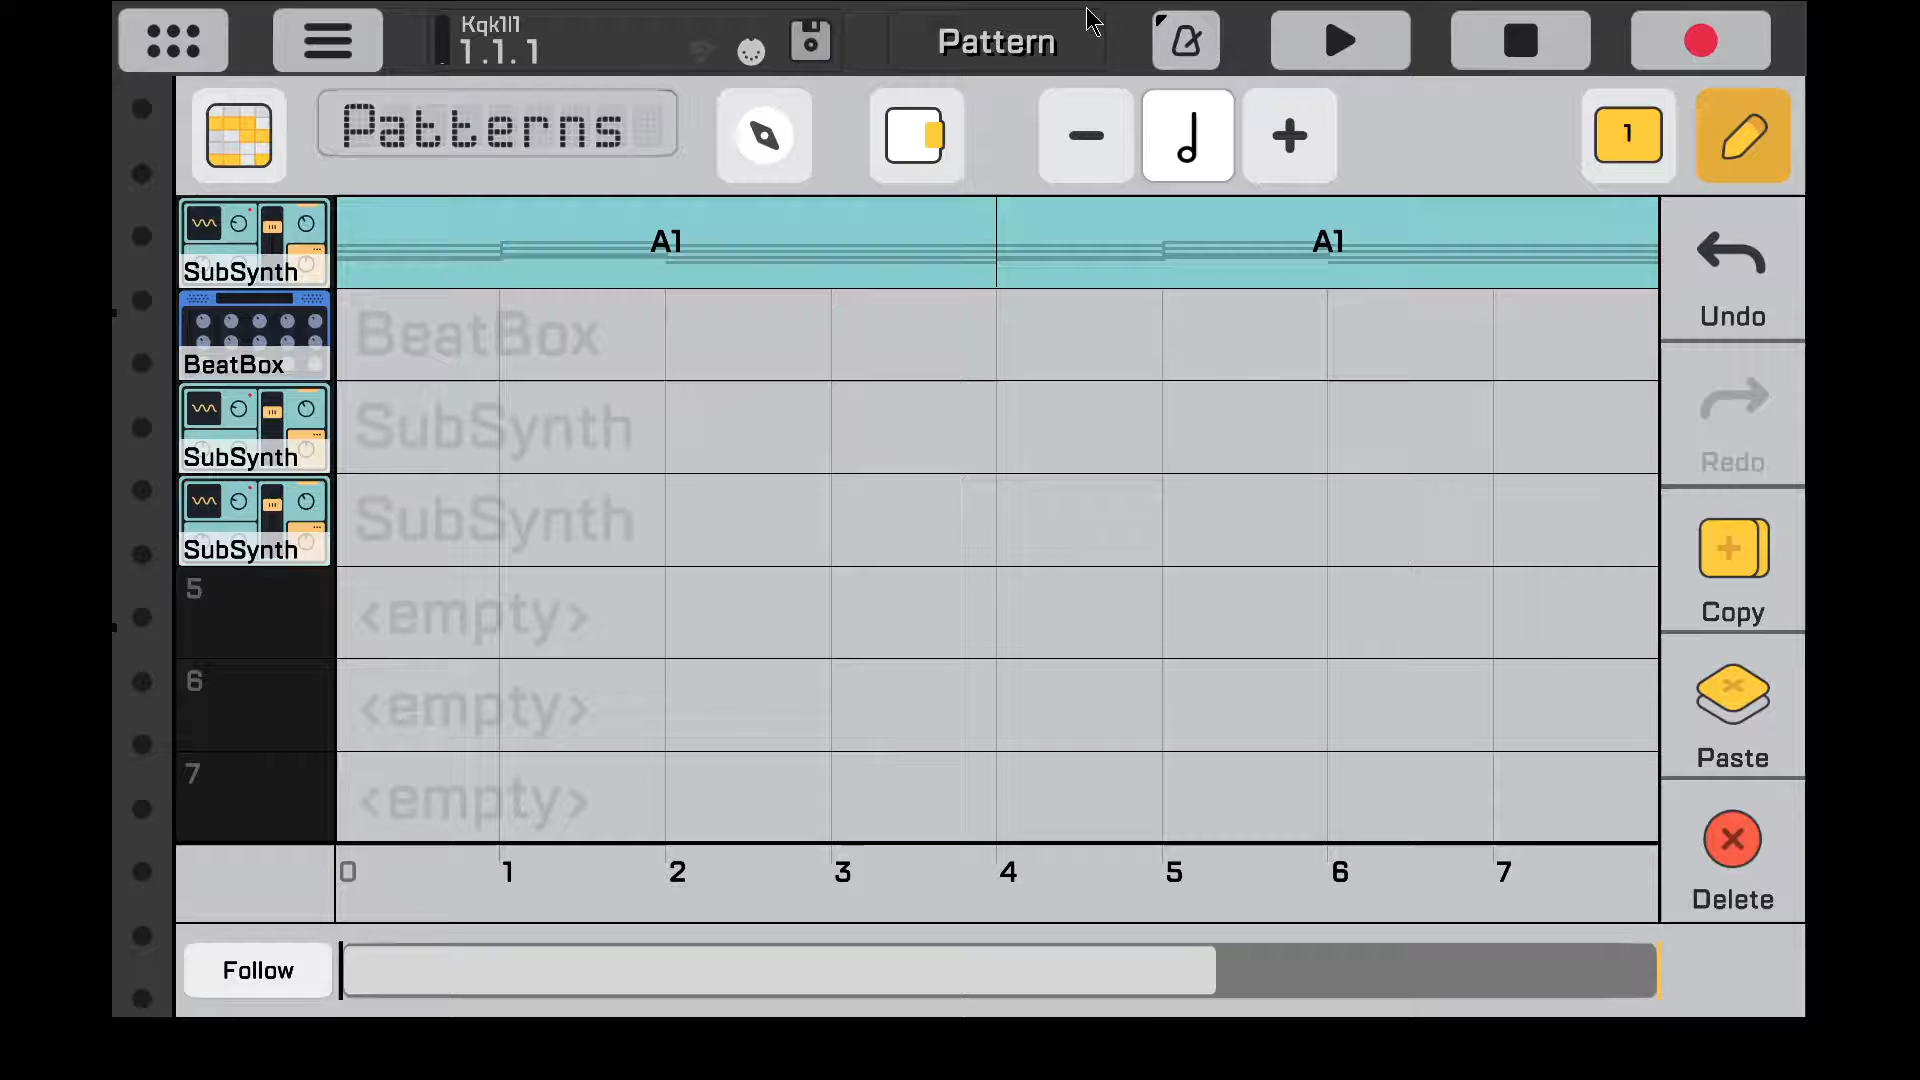 Kqk1l1
1.1.1
Pattern
Patterns
1
SubSynth
A1
A1
Undo
BeatBox
BeatBox
SubSynth
SubSynth
Redo
SubSynth
SubSynth
5
<empty>
Copy
6
<empty>
Paste
7
<empty>
0 1 2 3 4 5 6 7
Delete
Follow